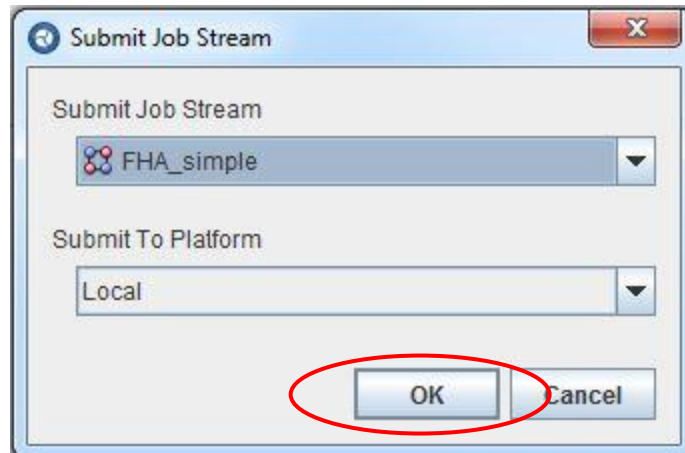 Submit Job Stream
Submit Job Stream
FHA_simple
Submit To Platform
Local
OK Cancel